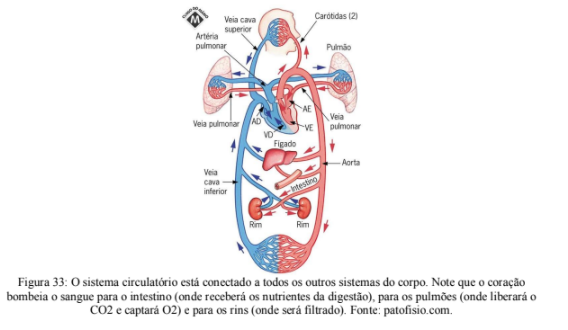 Veia cava
superior
Carótidas (2)
Artéria
pulmonar
Pulmão
Veia pulmonar
AD
VD
AE
VE
Veia
pulmonar
Fígado
Aorta
Veia
cava
inferior
Intestino
Rim
Rim
Figura 33: O sistema circulatório está conectado a todos os outros sistemas do corpo. Note que o coração
bombeia o sangue para o intestino (onde receberá os nutrientes da digestão), para os pulmões (onde liberará o
CO2 e captará O2) e para os rins (onde será filtrado). Fonte: patofisio.com.